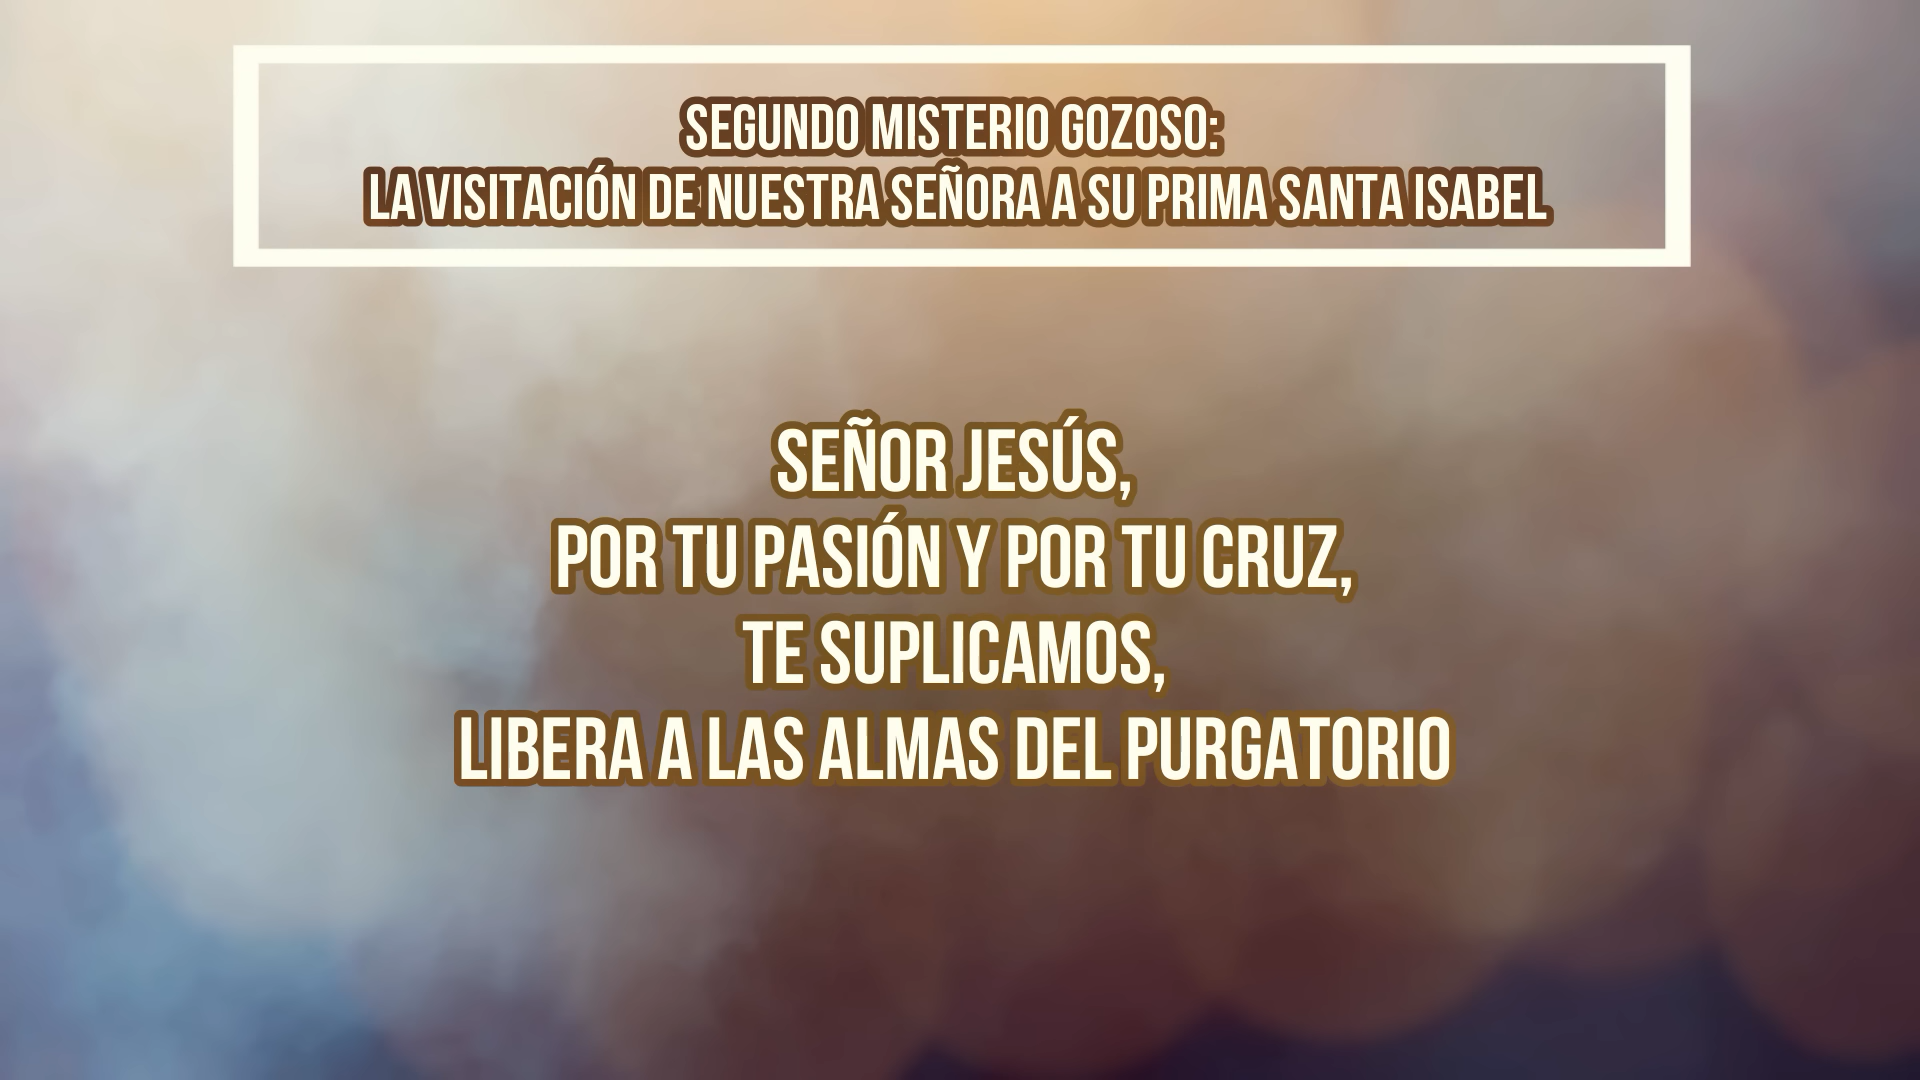 SEGUNDO MISTERIO GOZOSO:
LA VISITACIÓN DE NUESTRA SEÑORA A SU PRIMA SANTA ISABEL
SEÑOR JESÚS,
POR TU PASIÓN Y POR TU CRUZ,
TE SUPLICAMOS,
LIBERA A LAS ALMAS DEL PURGATORIO